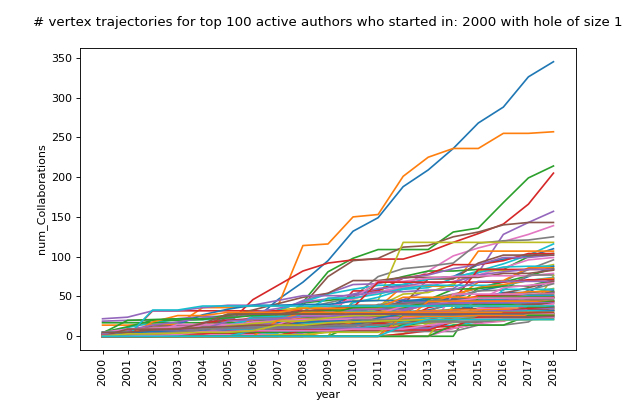 # vertex trajectories for top 100 active authors who started in: 2000 with hole of size 1
350
300
250
200
150
100
50
0
num_Collaborations
2000 2001 2002 2003 2004 2005 2006 2007 2008 2009 2010 2011 2012 2013 2014 2015 2016 2017 2018
year